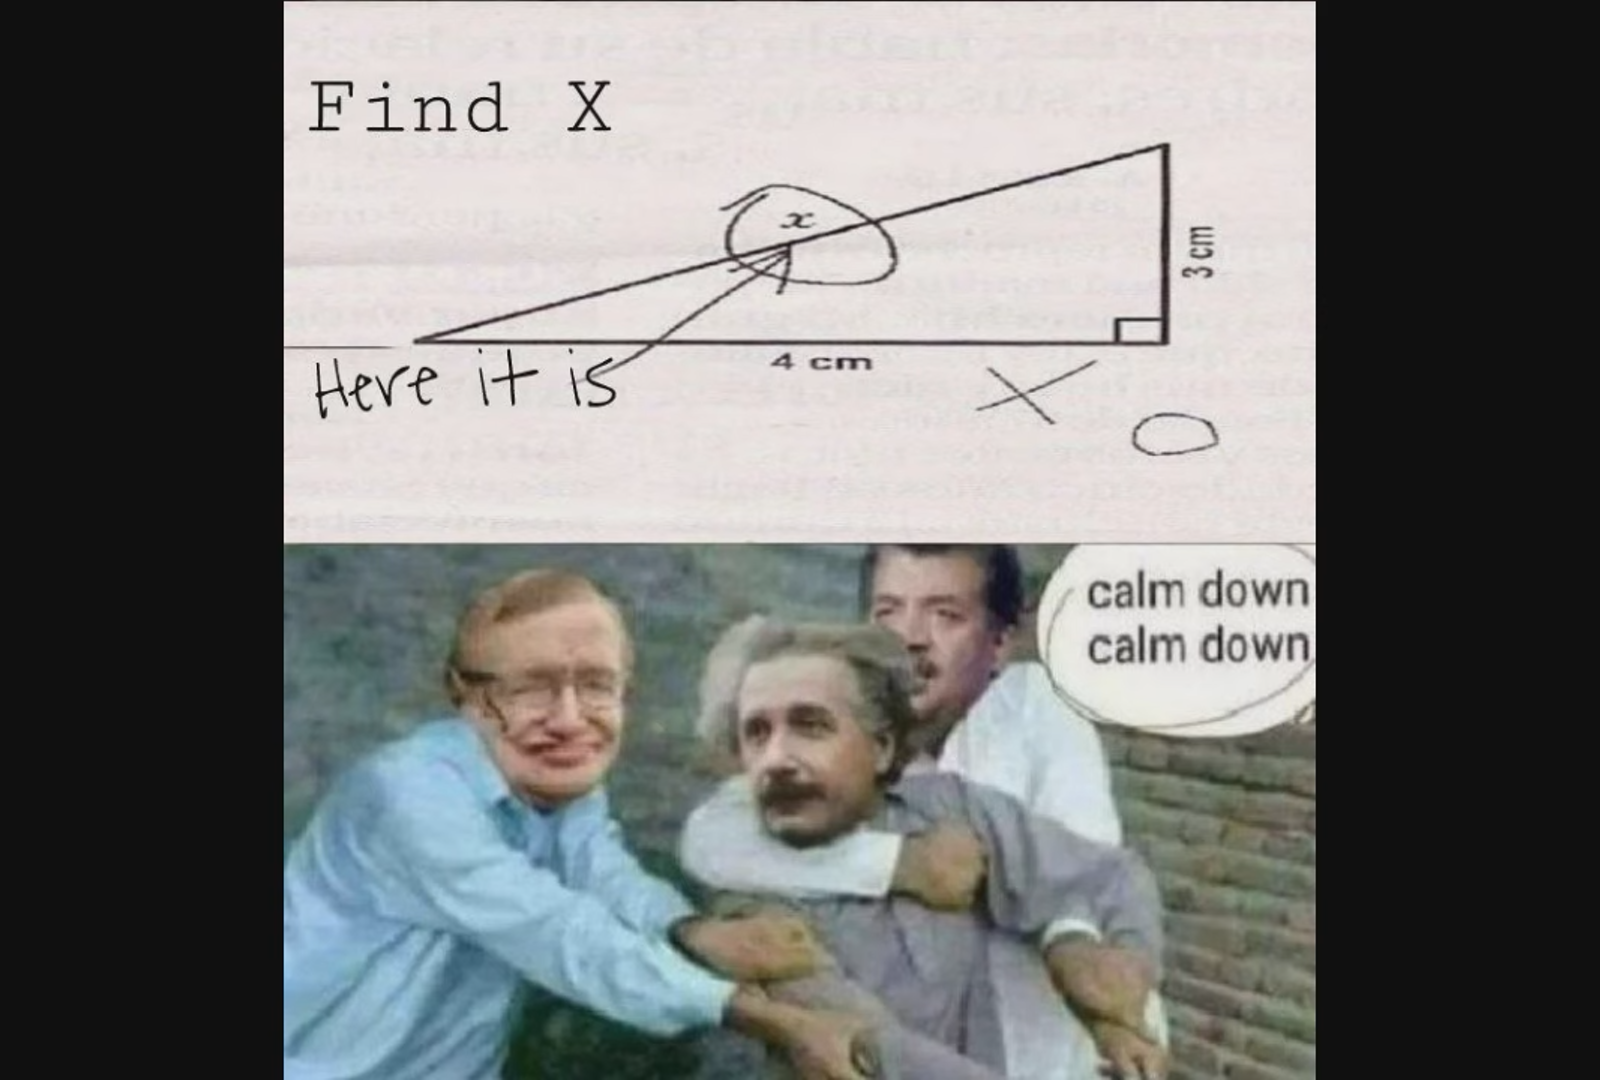 Find X
x
3 cm
4 cm
Here it is
X
calm down
calm down